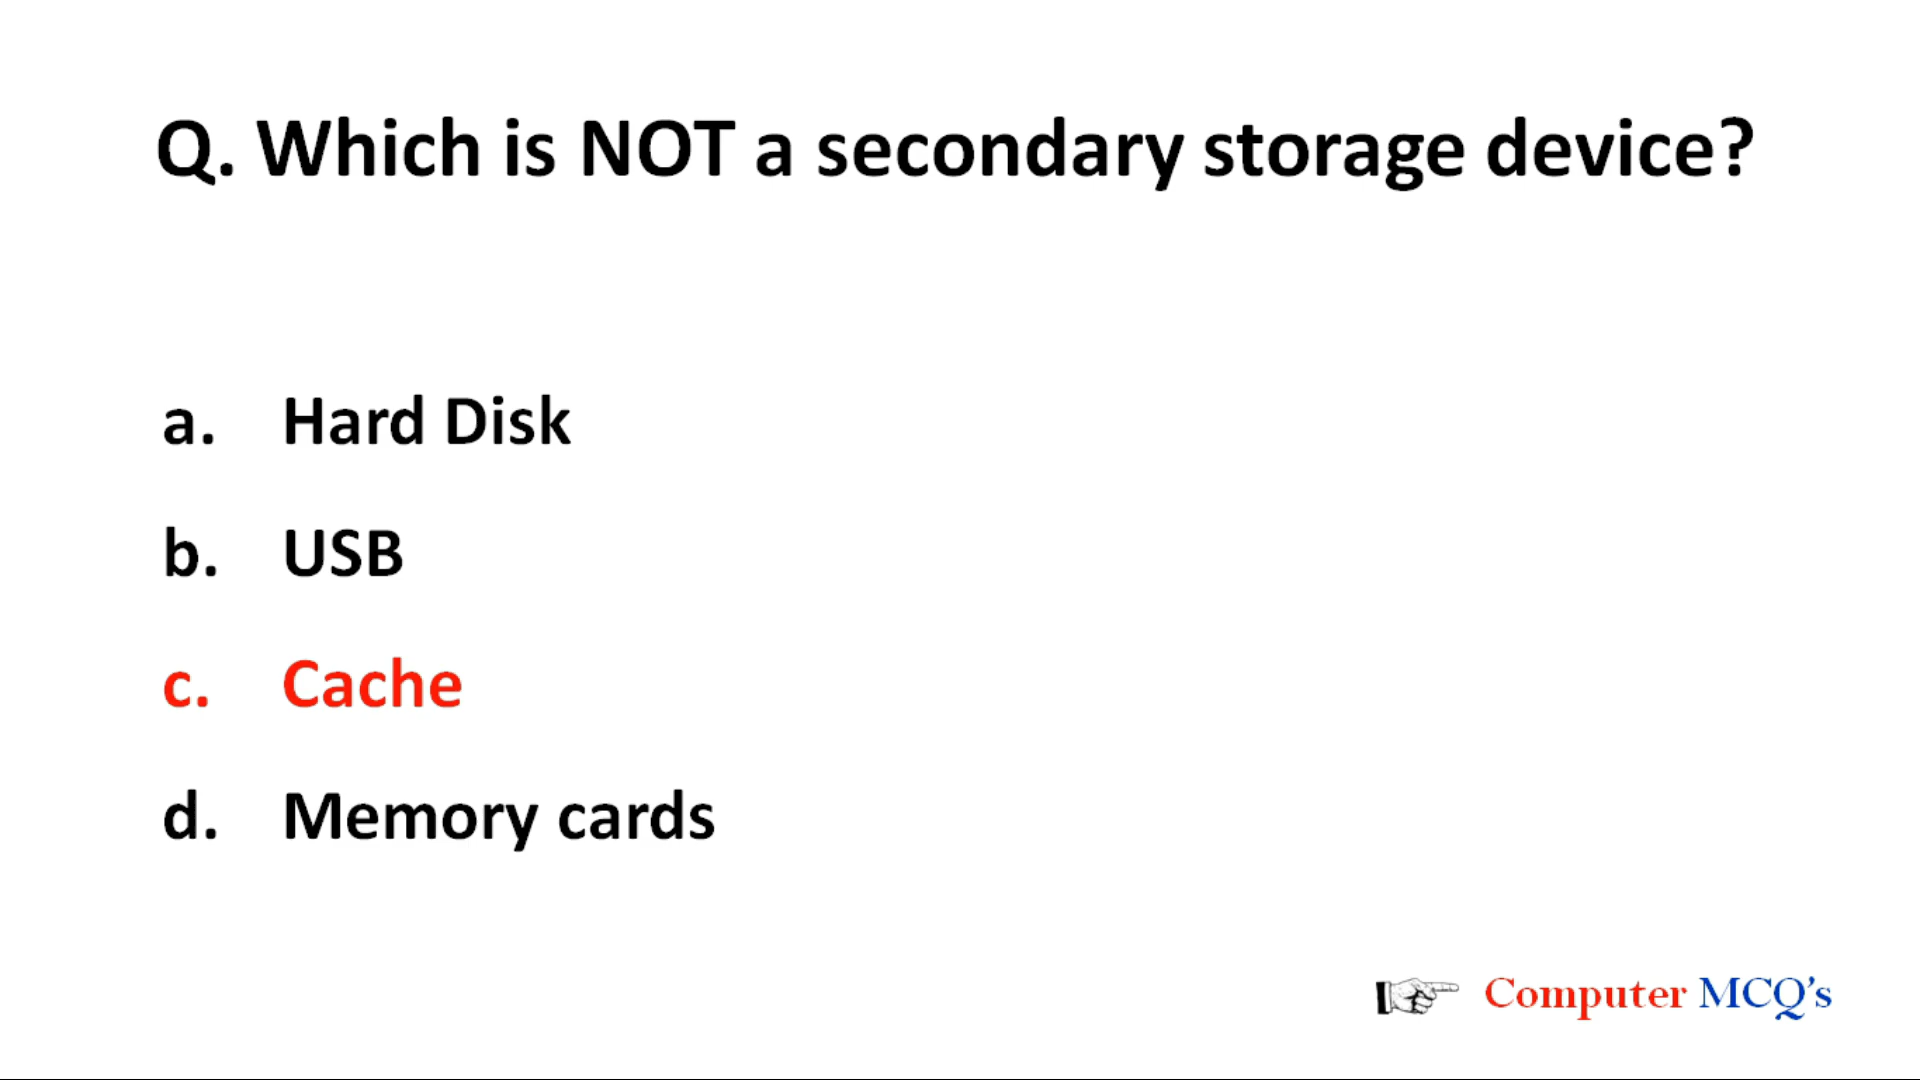 Q. Which is NOT a secondary storage device?
a. Hard Disk
b. USB
c. Cache
d. Memory cards
Computer MCQ's